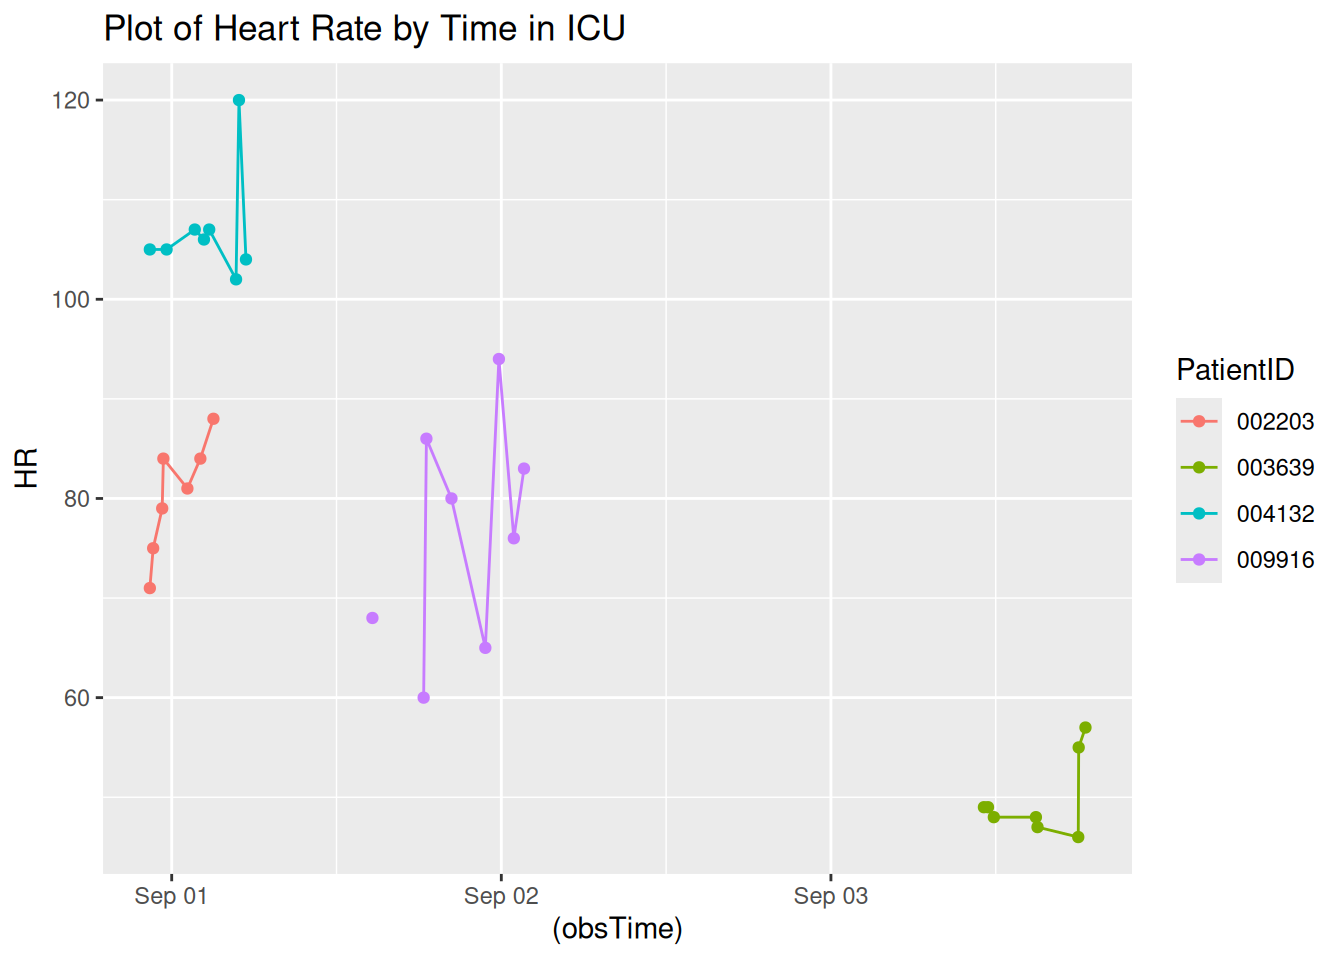 Plot of Heart Rate by Time in ICU
120
100
80
60
HR
Sep 01
Sep 02
Sep 03
(obsTime)
PatientID
002203
003639
004132
009916